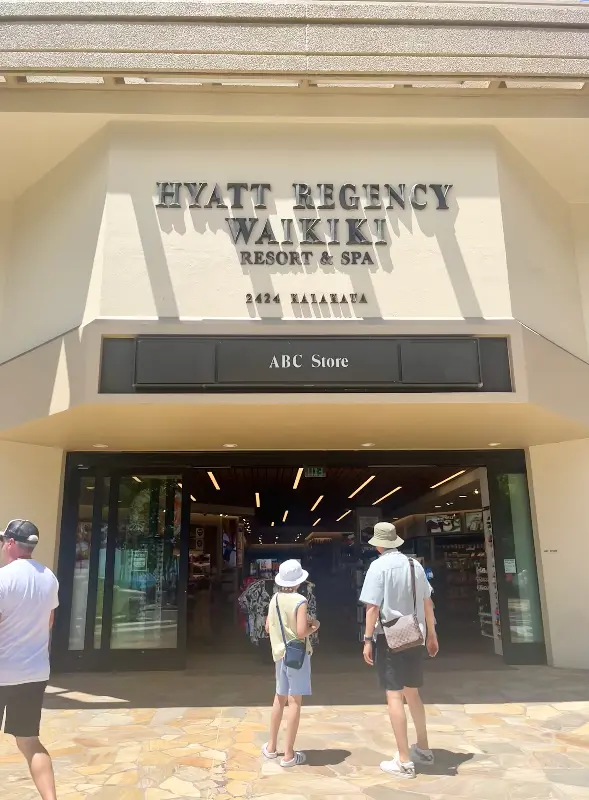 HYATT REGENCY
WAIKIKI
RESORT & SPA
2424 KALAKAUA
ABC Store